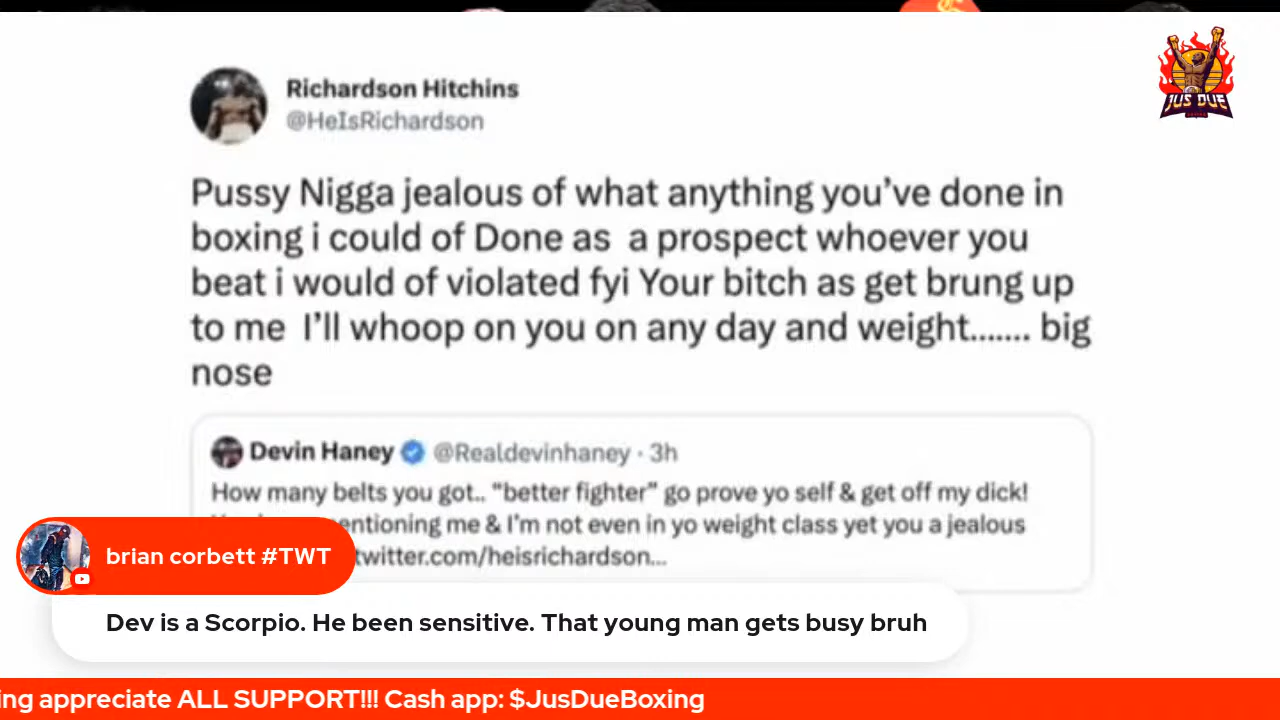 JUS DUE
Richardson Hitchins
@HeIsRichardson
Pussy Nigga jealous of what anything you’ve done in
boxing i could of Done as a prospect whoever you
beat i would of violated fyi Your bitch as get brung up
to me I’ll whoop on you on any day and weight....... big
nose
Devin Haney @Realdevinhaney · 3h
How many belts you got.. “better fighter” go prove yo self & get off my dick!
& I’m not even in yo weight class yet you a jealous
twitter.com/heisrichardson...
brian corbett #TWT
Dev is a Scorpio. He been sensitive. That young man gets busy bruh
ing appreciate ALL SUPPORT!!! Cash app: $JusDueBoxing